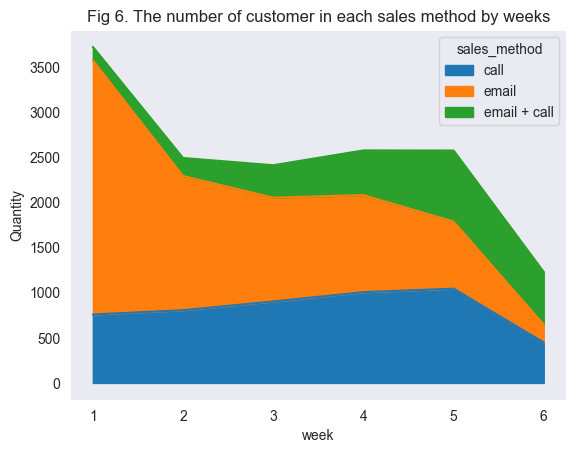 Fig 6. The number of customer in each sales method by weeks
sales_method
call
email
email + call
Quantity
3500
3000
2500
2000
1500
1000
500
0
1 2 3 4 5 6
week